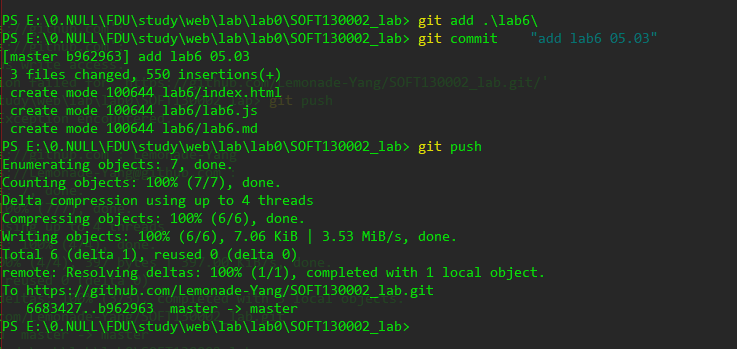 PS E:\0.NULL\FDU\study\web\lab\lab0\SOFT130002_lab> git add .\lab6\
PS E:\0.NULL\FDU\study\web\lab\lab0\SOFT130002_lab> git commit    "add lab6 05.03"
[master b962963] add lab6 05.03
 3 files changed, 550 insertions(+)
 create mode 100644 lab6/index.html
 create mode 100644 lab6/lab6.js
 create mode 100644 lab6/lab6.md
PS E:\0.NULL\FDU\study\web\lab\lab0\SOFT130002_lab> git push
Enumerating objects: 7, done.
Counting objects: 100% (7/7), done.
Delta compression using up to 4 threads
Compressing objects: 100% (6/6), done.
Writing objects: 100% (6/6), 7.06 KiB | 3.53 MiB/s, done.
Total 6 (delta 1), reused 0 (delta 0)
remote: Resolving deltas: 100% (1/1), completed with 1 local object.
To https://github.com/Lemonade-Yang/SOFT130002_lab.git
   6683427..b962963  master -> master
PS E:\0.NULL\FDU\study\web\lab\lab0\SOFT130002_lab>